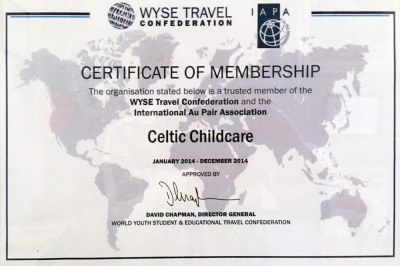 WYSE TRAVEL
CONFEDERATION
IAPA
CERTIFICATE OF MEMBERSHIP
The organisation stated below is a trusted member of the
WYSE Travel Confederation and the
International Au Pair Association
Celtic Childcare
JANUARY 2014 - DECEMBER 2014
APPROVED BY
DAVID CHAPMAN, DIRECTOR GENERAL
WORLD YOUTH STUDENT & EDUCATIONAL TRAVEL CONFEDERATION